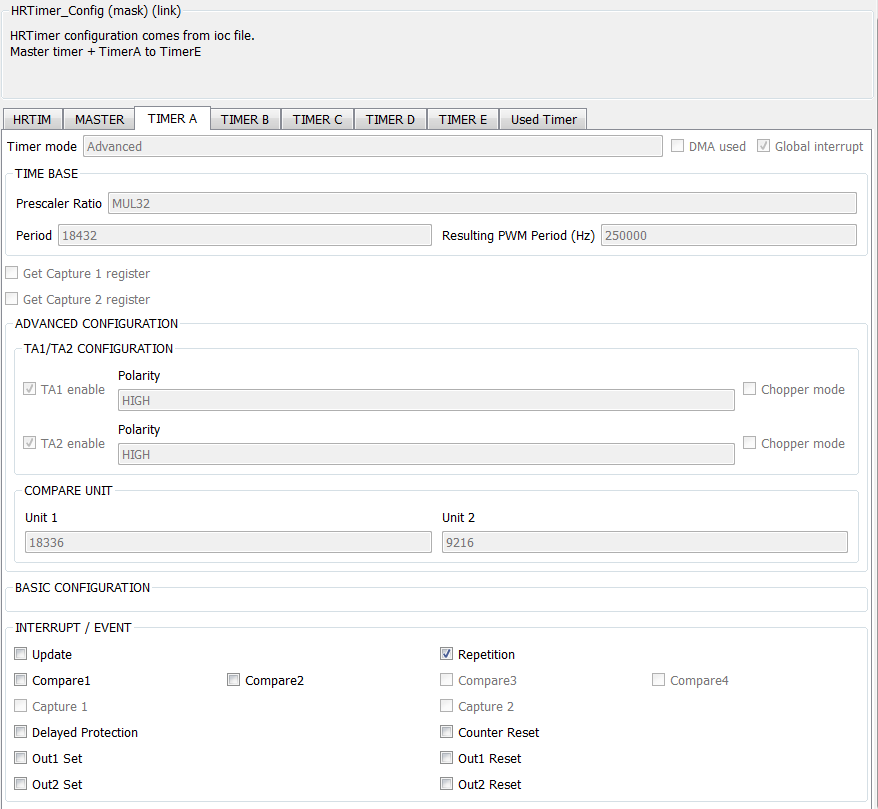 HRTimer_Config (mask) (link)
HRTimer configuration comes from ioc file.
Master timer + TimerA to TimerE
HRTIM MASTER TIMER A TIMER B TIMER C TIMER D TIMER E Used Timer
Timer mode Advanced DMA used Global interrupt
TIME BASE
Prescaler Ratio MUL32
Period 18432 Resulting PWM Period (Hz) 250000
Get Capture 1 register
Get Capture 2 register
ADVANCED CONFIGURATION
TA1/TA2 CONFIGURATION
Polarity
TA1 enable HIGH Chopper mode
Polarity
TA2 enable HIGH Chopper mode
COMPARE UNIT
Unit 1 Unit 2
18336 9216
BASIC CONFIGURATION
INTERRUPT / EVENT
Update Repetition
Compare1 Compare2 Compare3 Compare4
Capture 1 Capture 2
Delayed Protection Counter Reset
Out1 Set Out1 Reset
Out2 Set Out2 Reset